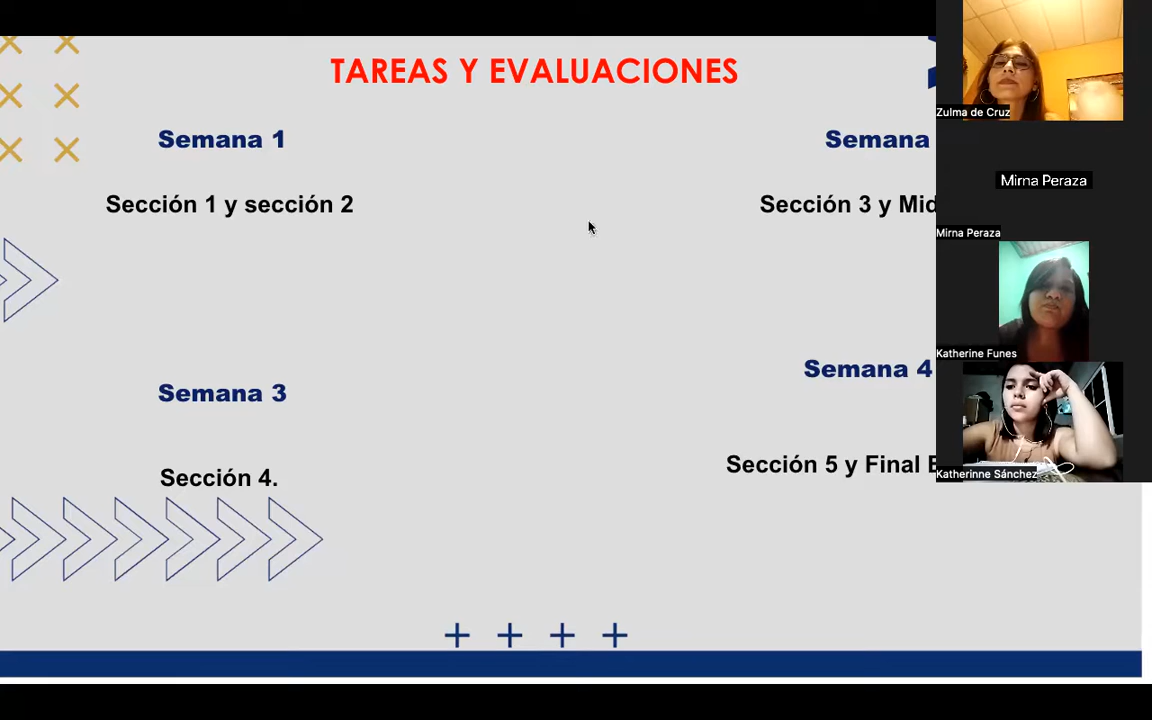 TAREAS Y EVALUACIONES
Semana 1
Semana
Sección 1 y sección 2
Sección 3 y Mid
Semana 3
Semana 4
Sección 4.
Sección 5 y Final
Zulma de Cruz
Mirna Peraza
Mirna Peraza
Katherine Funes
Katherinne Sánchez